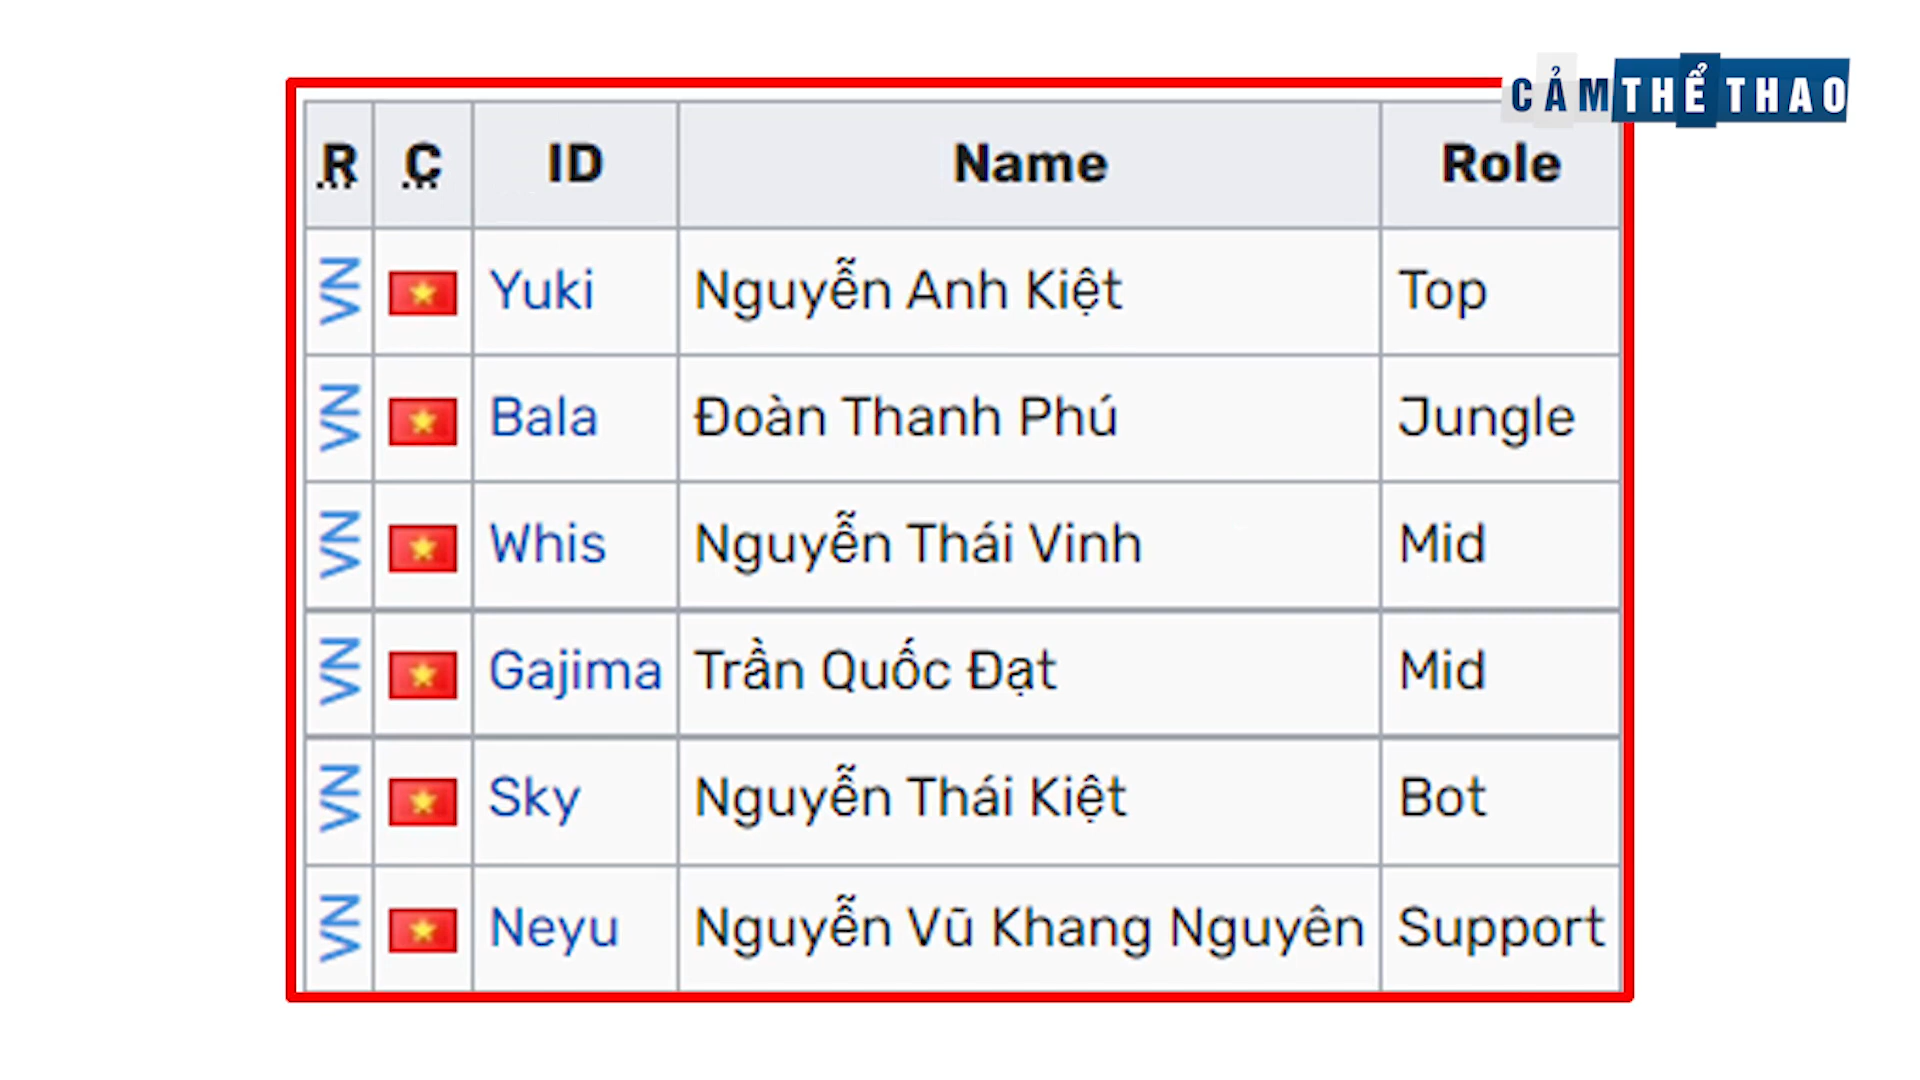 CẢM THỂ THAO
R C ID Name Role
VN Yuki Nguyễn Anh Kiệt Top
VN Bala Đoàn Thanh Phú Jungle
VN Whis Nguyễn Thái Vinh Mid
VN Gajima Trần Quốc Đạt Mid
VN Sky Nguyễn Thái Kiệt Bot
VN Neyu Nguyễn Vũ Khang Nguyên Support